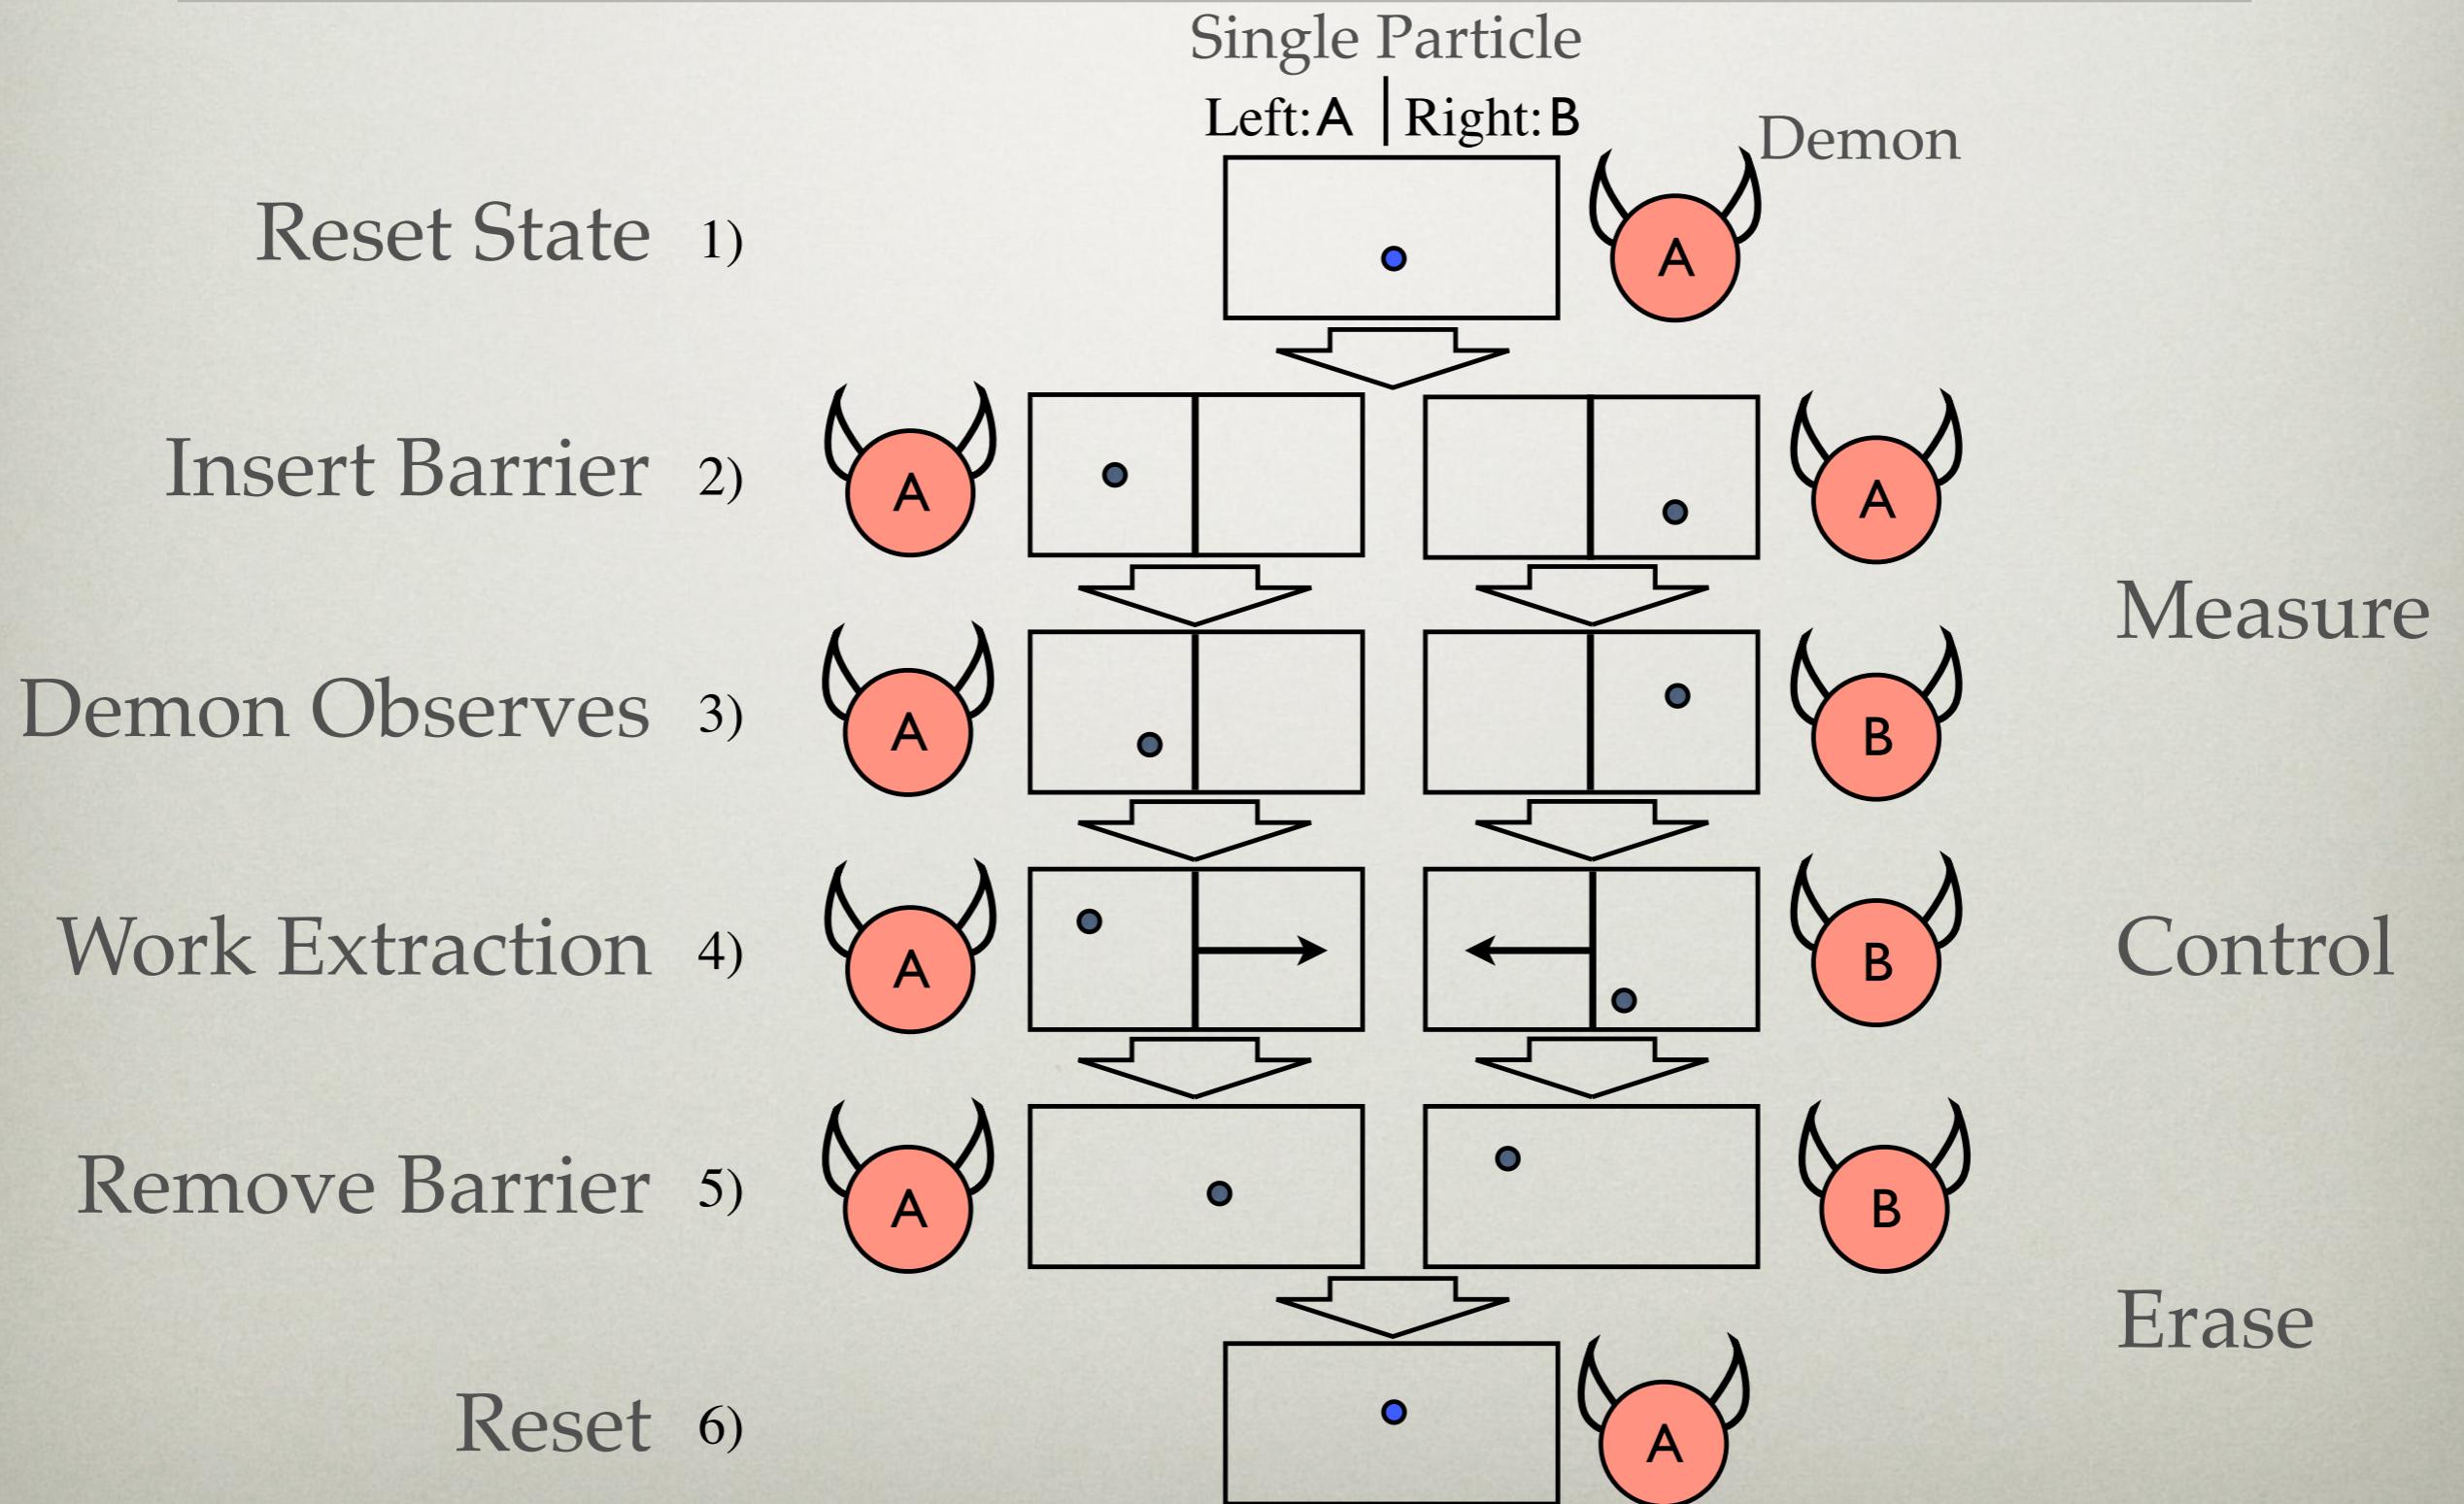 Single Particle
Left: A | Right: B
Demon
Reset State 1)
A
Insert Barrier 2)
A
A
Measure
Demon Observes 3)
A
B
Work Extraction 4)
A
B
Control
Remove Barrier 5)
A
B
Erase
Reset 6)
A